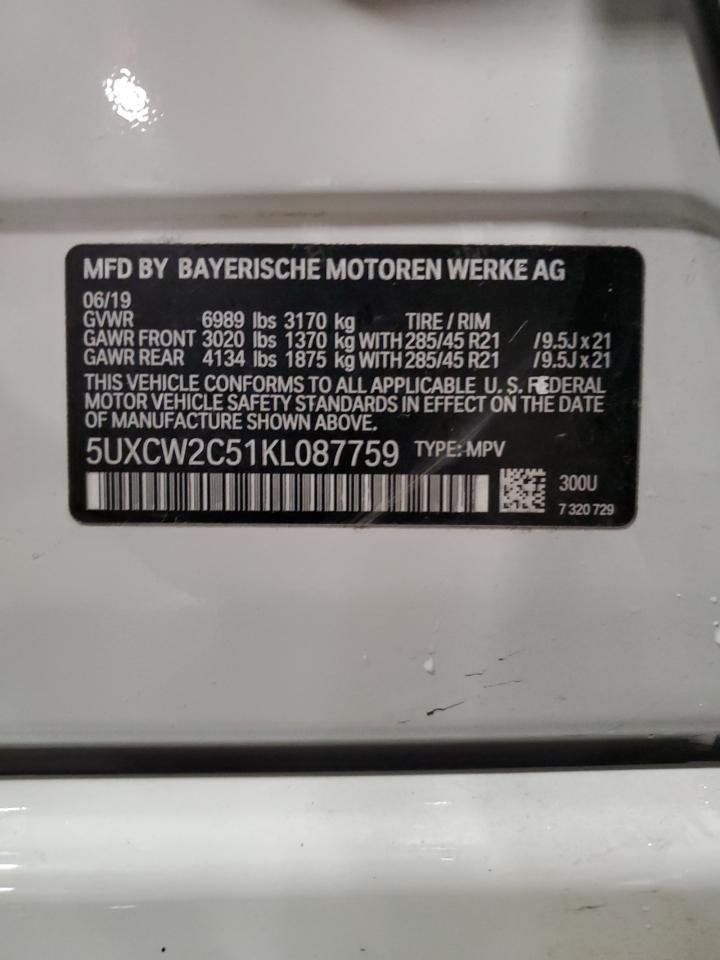 MFD BY BAYERISCHE MOTOREN WERKE AG
06/19
GVWR 6989 lbs 3170 kg TIRE / RIM
GAWR FRONT 3020 lbs 1370 kg WITH 285/45 R21 /9.5J x 21
GAWR REAR 4134 lbs 1875 kg WITH 285/45 R21 /9.5J x 21
THIS VEHICLE CONFORMS TO ALL APPLICABLE U. S. FEDERAL
MOTOR VEHICLE SAFETY STANDARDS IN EFFECT ON THE DATE
OF MANUFACTURE SHOWN ABOVE.
5UXCW2C51KL087759 TYPE: MPV
300U
7 320 729